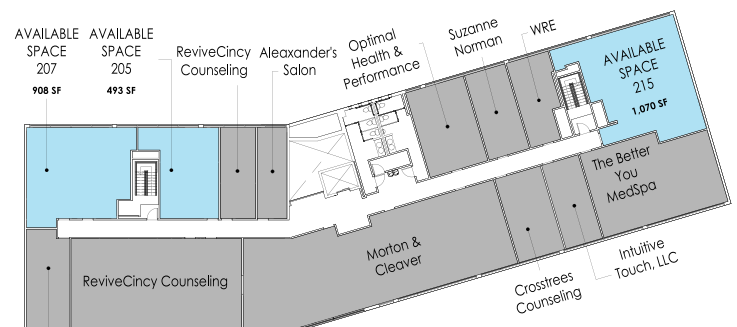 AVAILABLE
SPACE
207
908 SF
AVAILABLE
SPACE
205
493 SF
ReviveCincy
Counseling
Aleaxander's
Salon
Optimal
Health &
Performance
Suzanne
Norman
WRE
AVAILABLE
SPACE
215
1,070 SF
The Better
You
MedSpa
Morton &
Cleaver
ReviveCincy Counseling
Crosstrees
Counseling
Intuitive
Touch, LLC